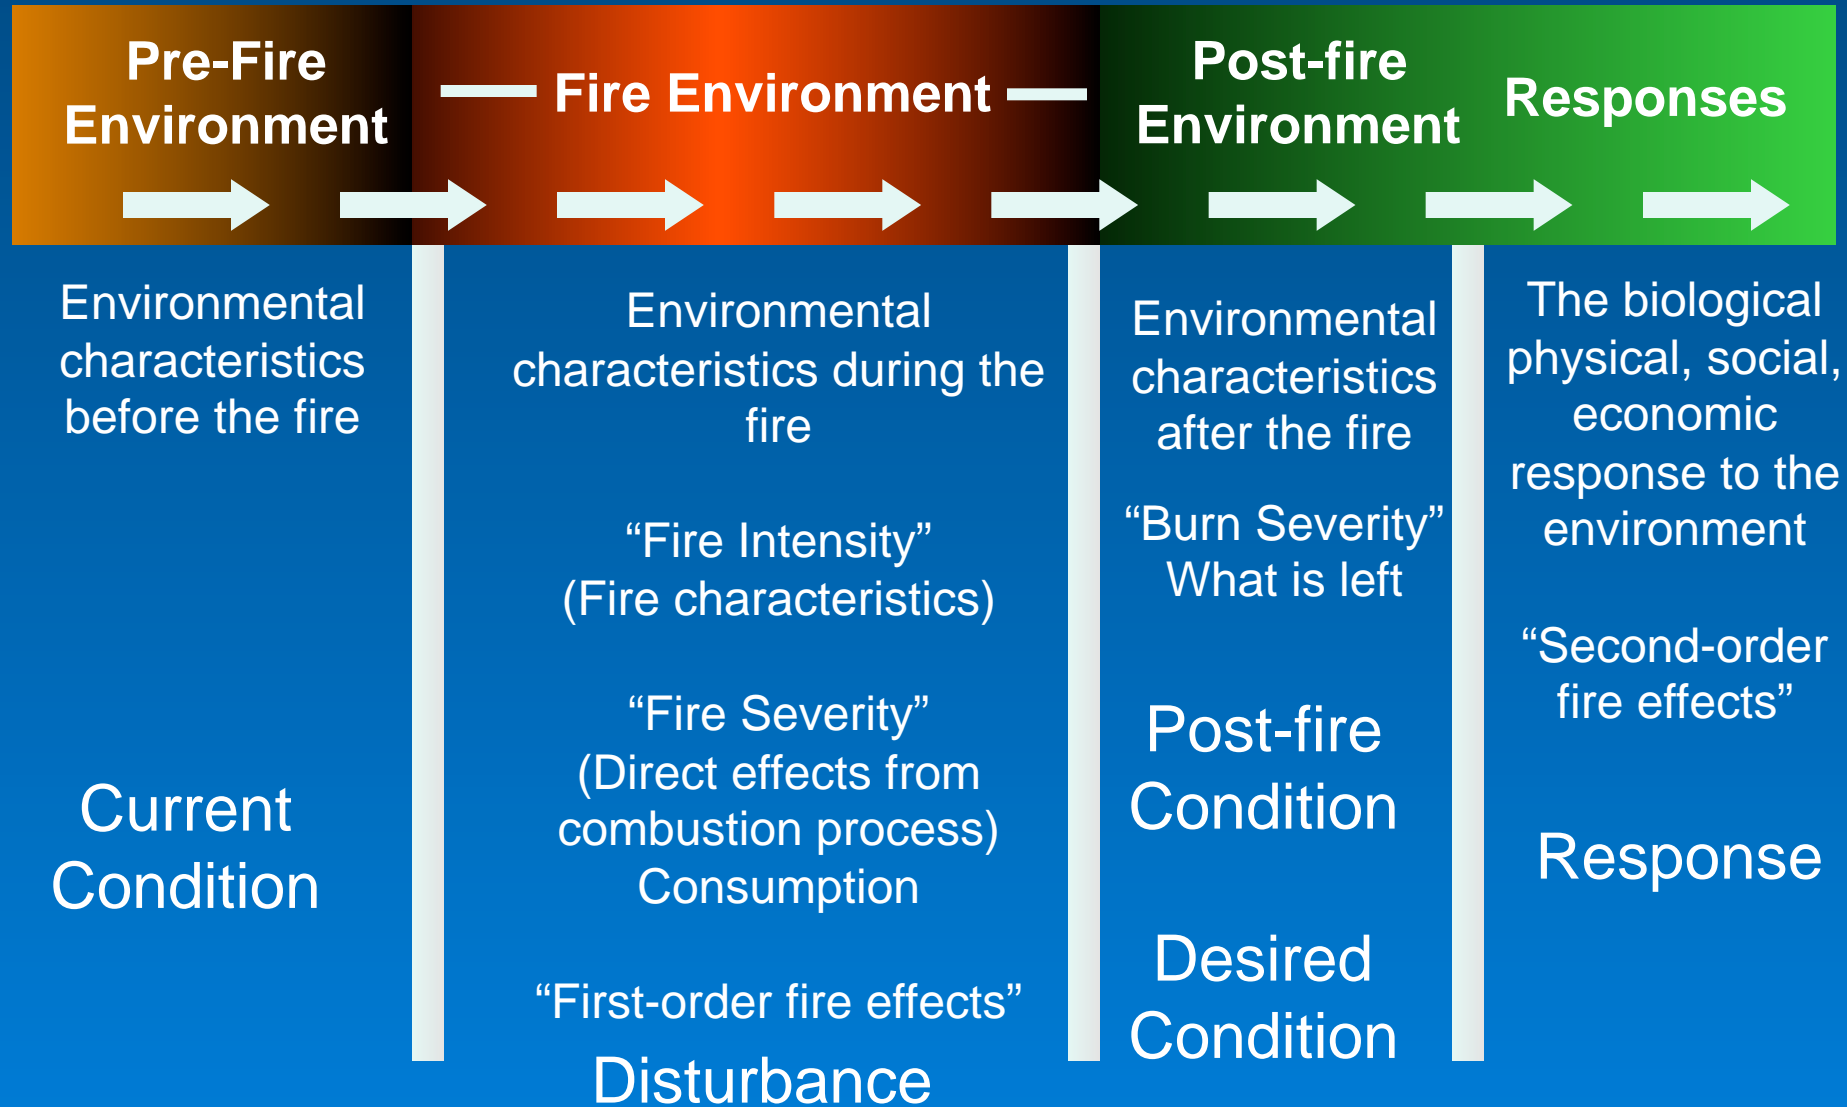 Pre-Fire
Environment
Fire Environment
Post-fire
Environment
Responses
Environmental
characteristics
before the fire
Current
Condition
Environmental
characteristics during the
fire
“Fire Intensity”
(Fire characteristics)
“Fire Severity”
(Direct effects from
combustion process)
Consumption
“First-order fire effects”
Disturbance
Environmental
characteristics
after the fire
“Burn Severity”
What is left
Post-fire
Condition
Desired
Condition
The biological
physical, social,
economic
response to the
environment
“Second-order
fire effects”
Response